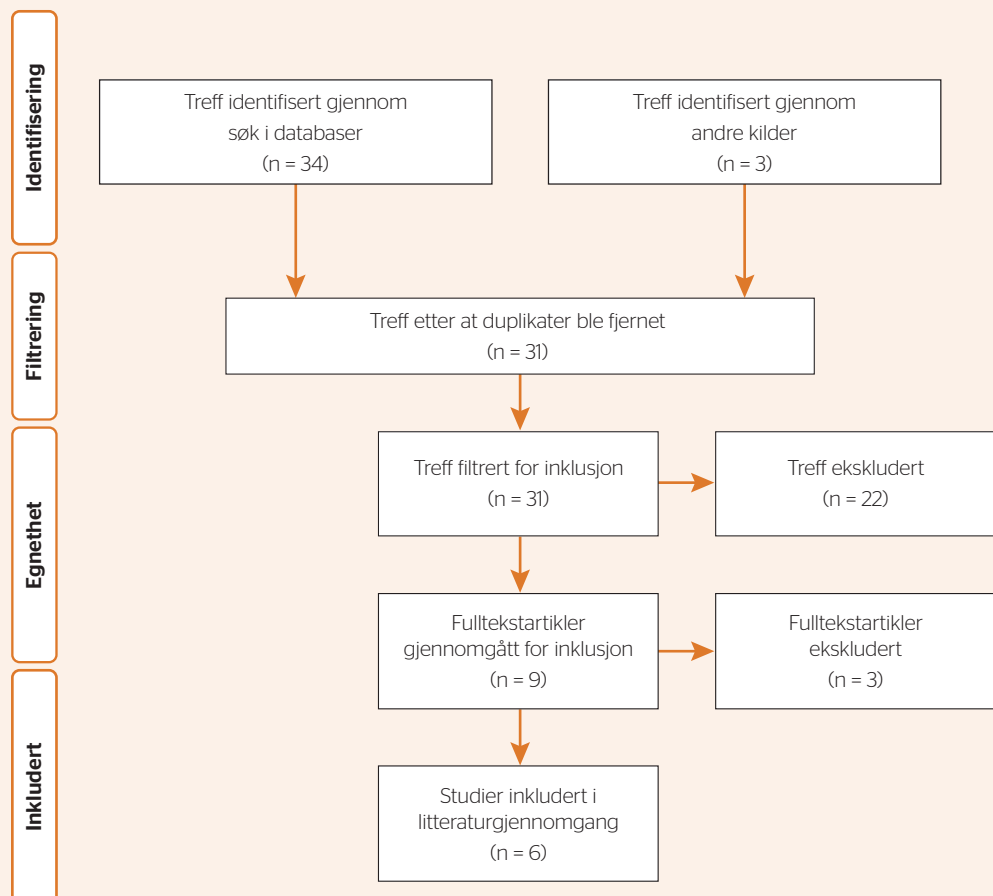 Identifisering
Treff identifisert gjennom
søk i databaser
(n = 34)
Treff identifisert gjennom
andre kilder
(n = 3)
Filtrering
Treff etter at duplikater ble fjernet
(n = 31)
Egnethet
Treff filtrert for inklusjon
(n = 31)
Treff ekskludert
(n = 22)
Fulltekstartikler
gjennomgått for inklusjon
(n = 9)
Fulltekstartikler
ekskludert
(n = 3)
Inkludert
Studier inkludert i
litteraturgjennomgang
(n = 6)